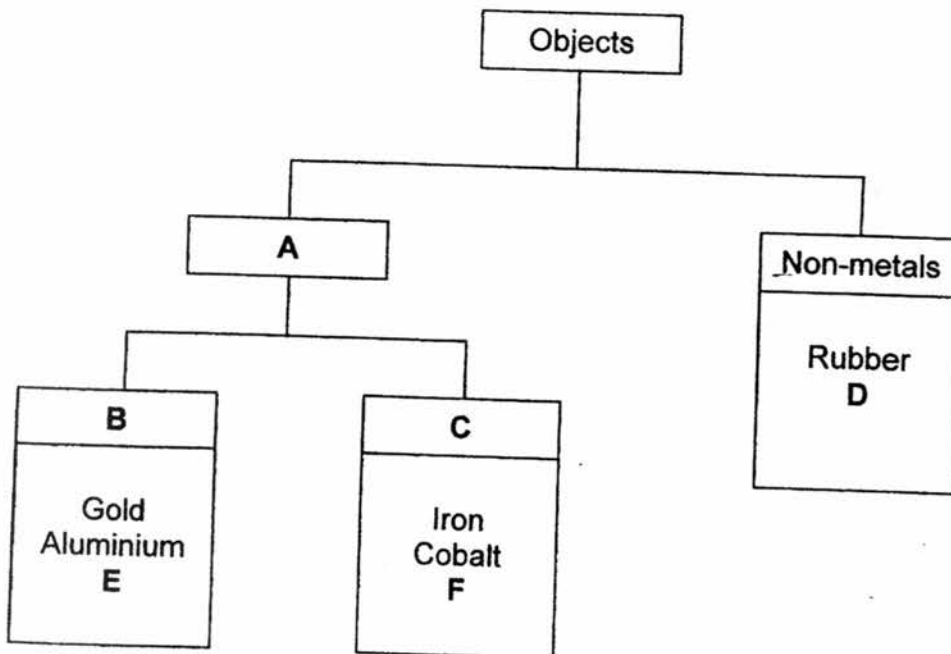 Objects
A
Non-metals
Rubber
D
B
C
Gold
Aluminium
E
Iron
Cobalt
F